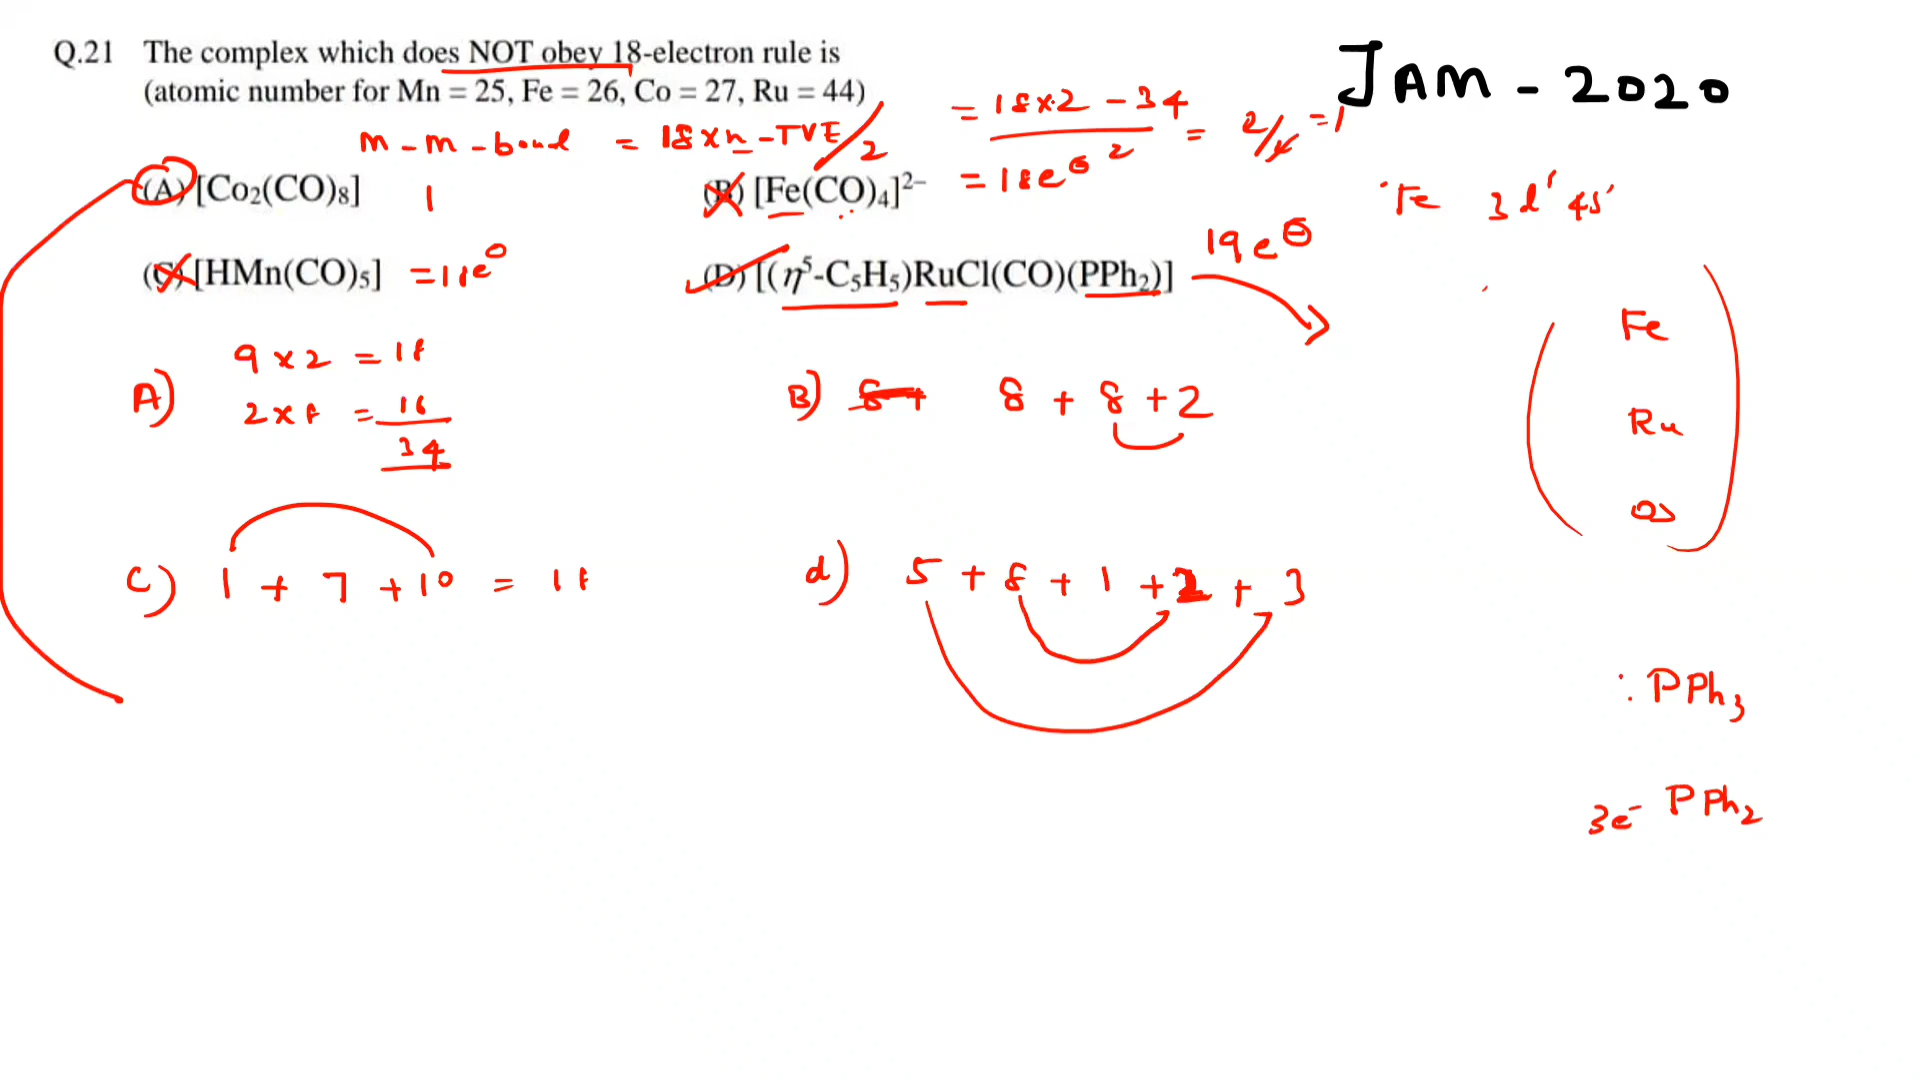 Q.21 The complex which does NOT obey 18-electron rule is
JAM - 2020
(atomic number for Mn = 25, Fe = 26, Co = 27, Ru = 44)
m - m - bond = 18 x n - TVE/2
= 18 x 2 - 34 / 2 = 2/2 = 1
(A) [Co2(CO)8] 1
(B) [Fe(CO)4]2− = 18e⊖
Fe 3d' 4s'
(C) [HMn(CO)5] = 18e⊖
(D) [(η5-C5H5)RuCl(CO)(PPh2)] 19e⊖
Fe
Ru
Os
A) 9 x 2 = 18
2 x 8 = 16
34
B) 8 + 8 + 2
C) 1 + 7 + 10 = 18
d) 5 + 8 + 1 + 2 + 3
: PPh3
3e- PPh2